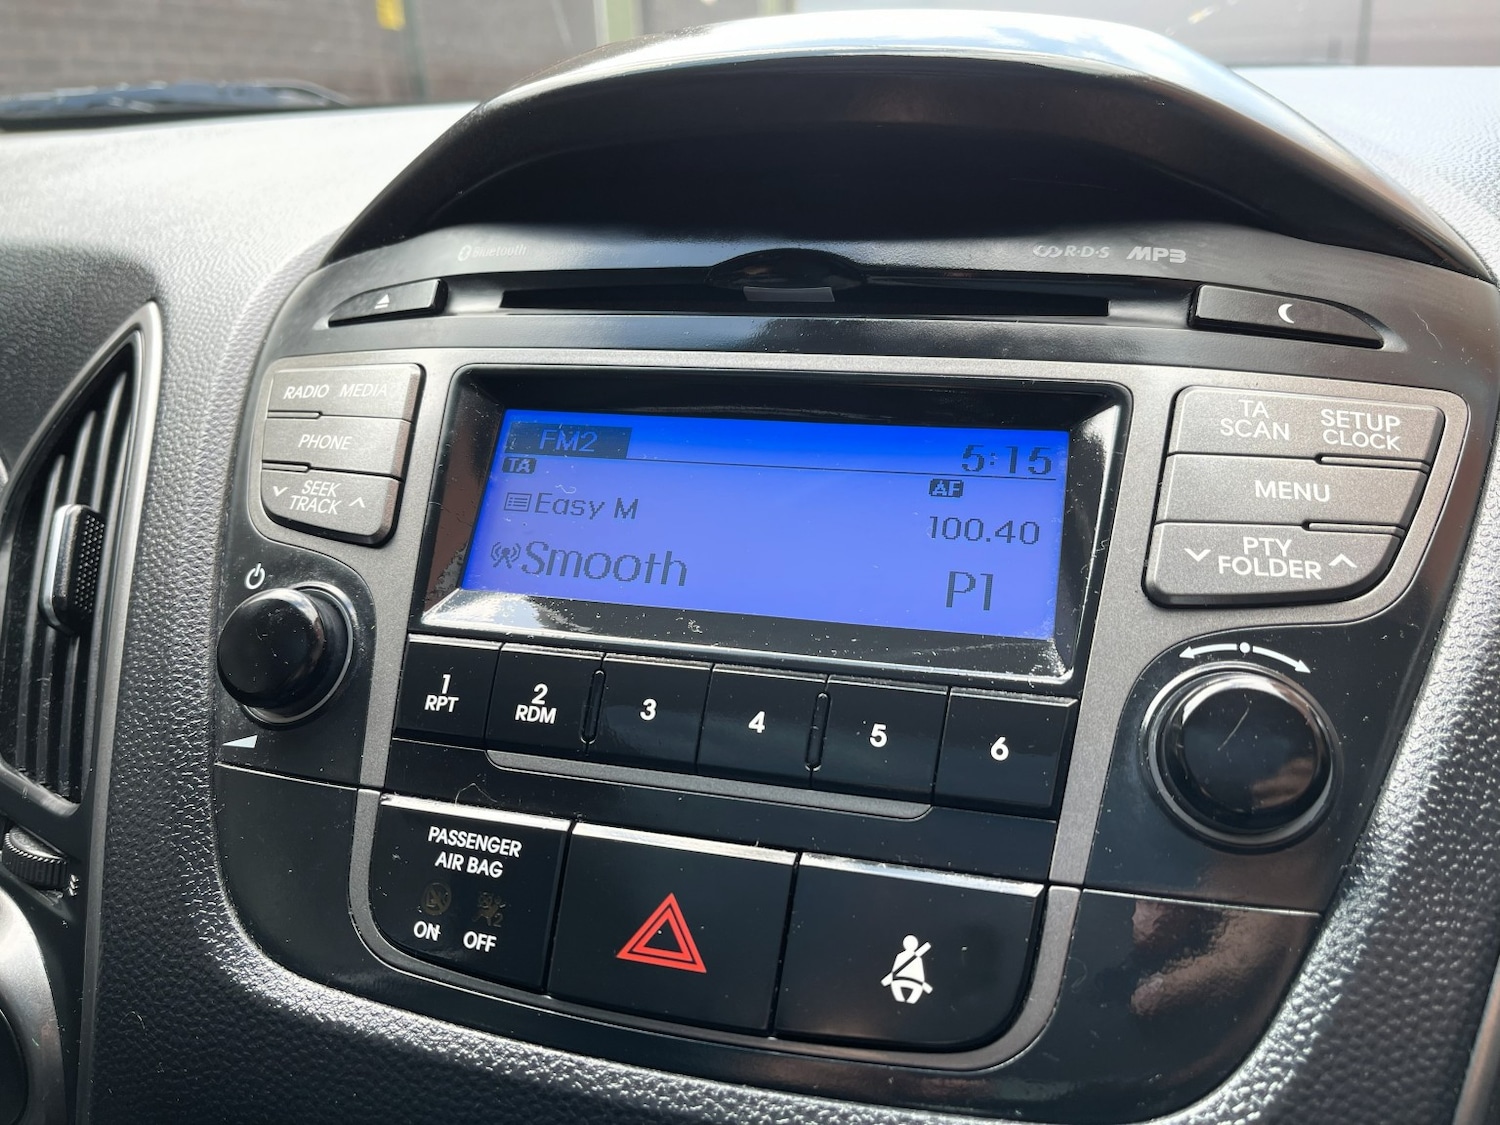 Bluetooth
R·D·S MP3
RADIO MEDIA
PHONE
SEEK
TRACK
FM2
5:15
TA
AF
Easy M
100.40
Smooth
P1
TA
SCAN
SETUP
CLOCK
MENU
PTY
FOLDER
1
RPT
2
RDM
3
4
5
6
PASSENGER
AIR BAG
ON OFF